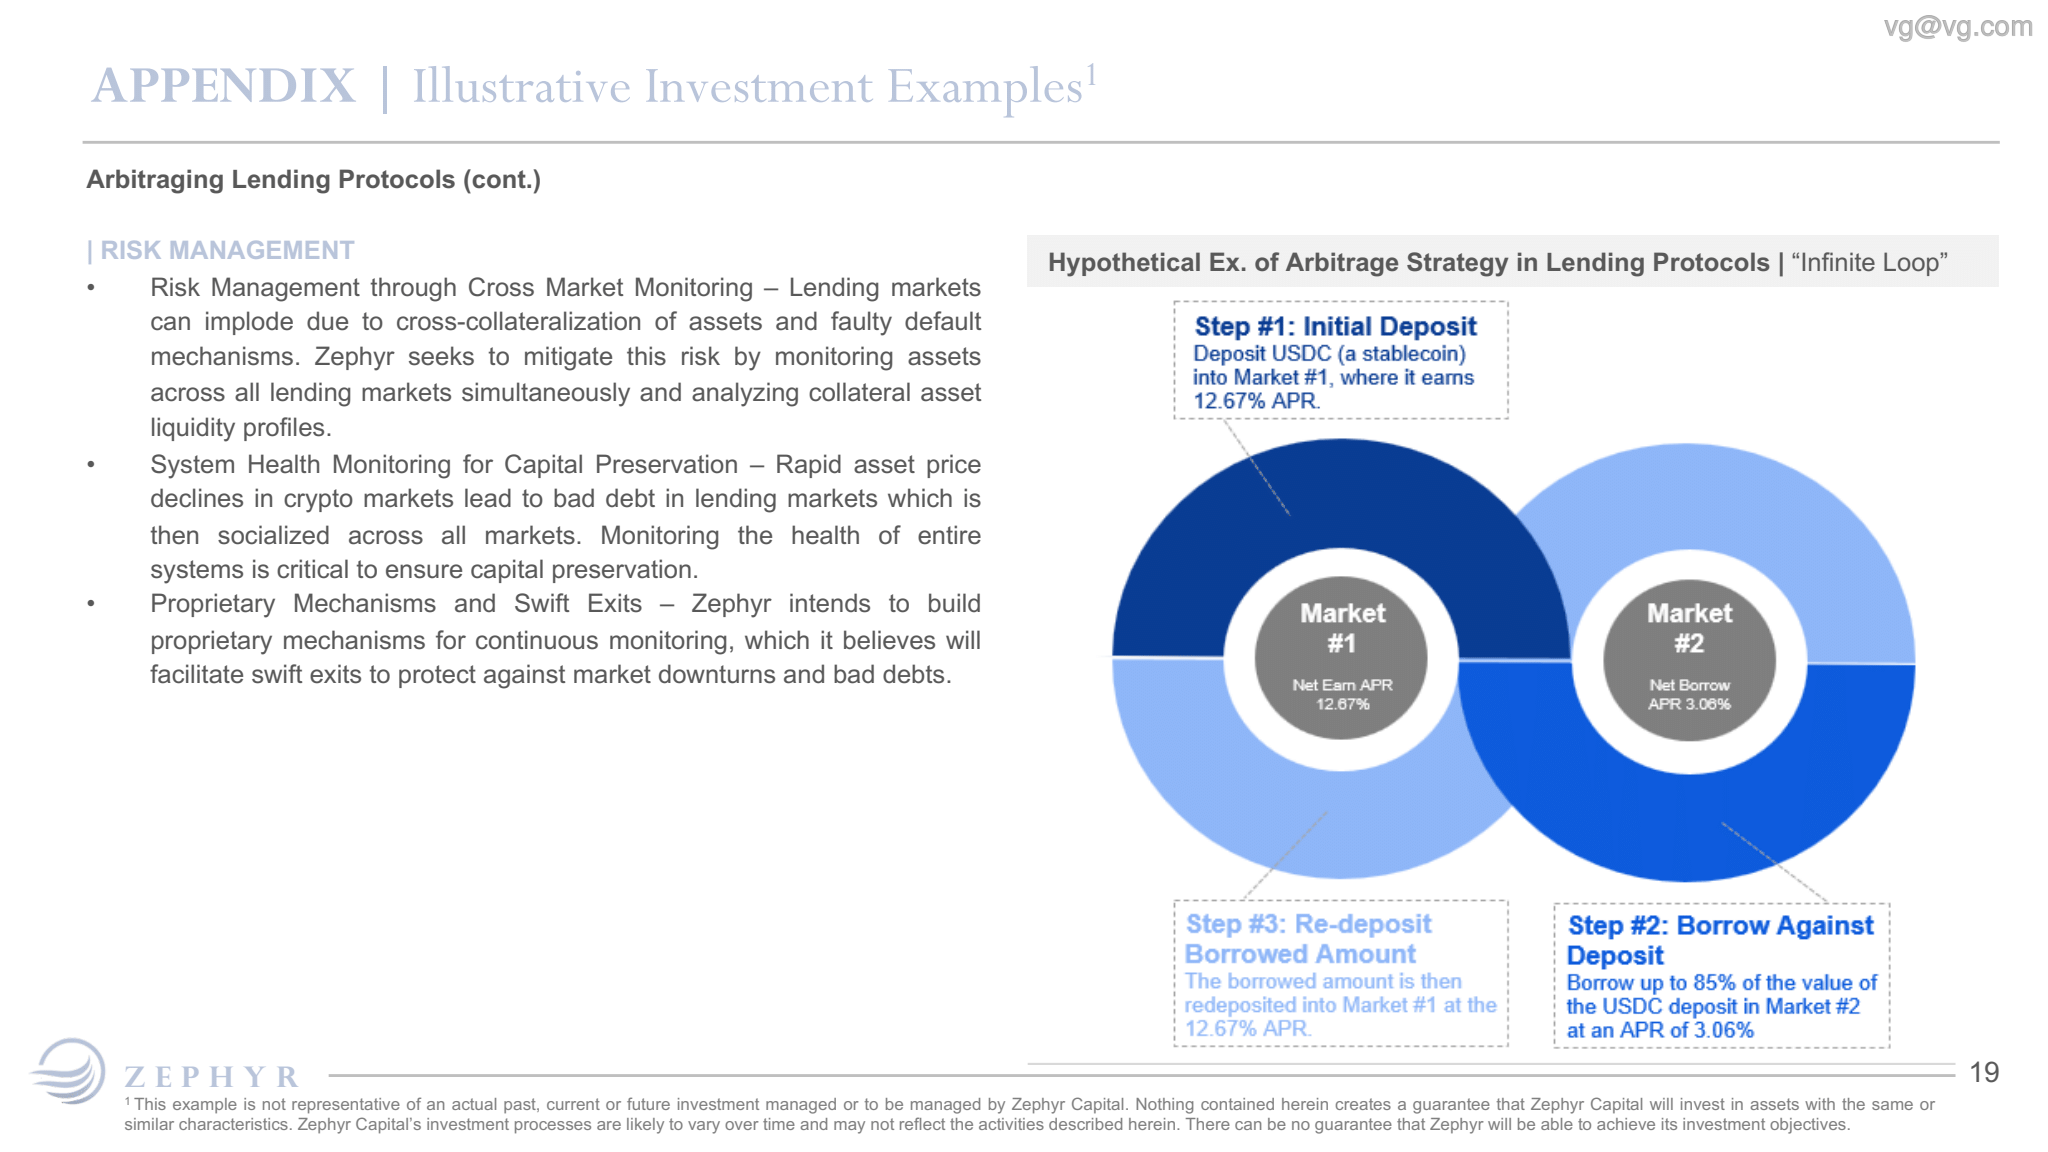 vg@vg.com
APPENDIX | Illustrative Investment Examples¹
Arbitraging Lending Protocols (cont.)
| RISK MANAGEMENT
• Risk Management through Cross Market Monitoring – Lending markets
can implode due to cross-collateralization of assets and faulty default
mechanisms. Zephyr seeks to mitigate this risk by monitoring assets
across all lending markets simultaneously and analyzing collateral asset
liquidity profiles.
• System Health Monitoring for Capital Preservation – Rapid asset price
declines in crypto markets lead to bad debt in lending markets which is
then socialized across all markets. Monitoring the health of entire
systems is critical to ensure capital preservation.
• Proprietary Mechanisms and Swift Exits – Zephyr intends to build
proprietary mechanisms for continuous monitoring, which it believes will
facilitate swift exits to protect against market downturns and bad debts.
Hypothetical Ex. of Arbitrage Strategy in Lending Protocols | “Infinite Loop”
Step #1: Initial Deposit
Deposit USDC (a stablecoin)
into Market #1, where it earns
12.67% APR.
Market
#1
Net Earn APR
12.67%
Market
#2
Net Borrow
APR 3.06%
Step #3: Re-deposit
Borrowed Amount
The borrowed amount is then
redeposited into Market #1 at the
12.67% APR.
Step #2: Borrow Against
Deposit
Borrow up to 85% of the value of
the USDC deposit in Market #2
at an APR of 3.06%
ZEPHYR
19
¹ This example is not representative of an actual past, current or future investment managed or to be managed by Zephyr Capital. Nothing contained herein creates a guarantee that Zephyr Capital will invest in assets with the same or
similar characteristics. Zephyr Capital’s investment processes are likely to vary over time and may not reflect the activities described herein. There can be no guarantee that Zephyr will be able to achieve its investment objectives.